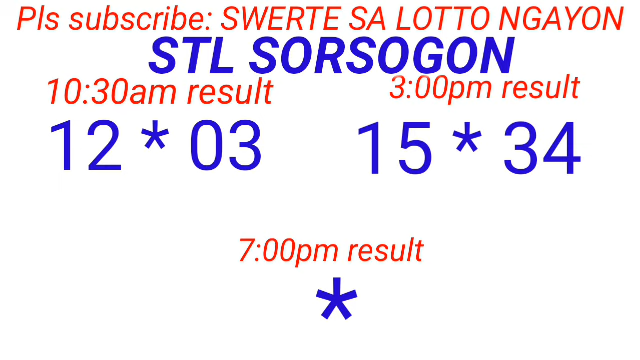 Pls subscribe: SWERTE SA LOTTO NGAYON
STL SORSOGON
10:30am result
12 * 03
3:00pm result
15 * 34
7:00pm result
*